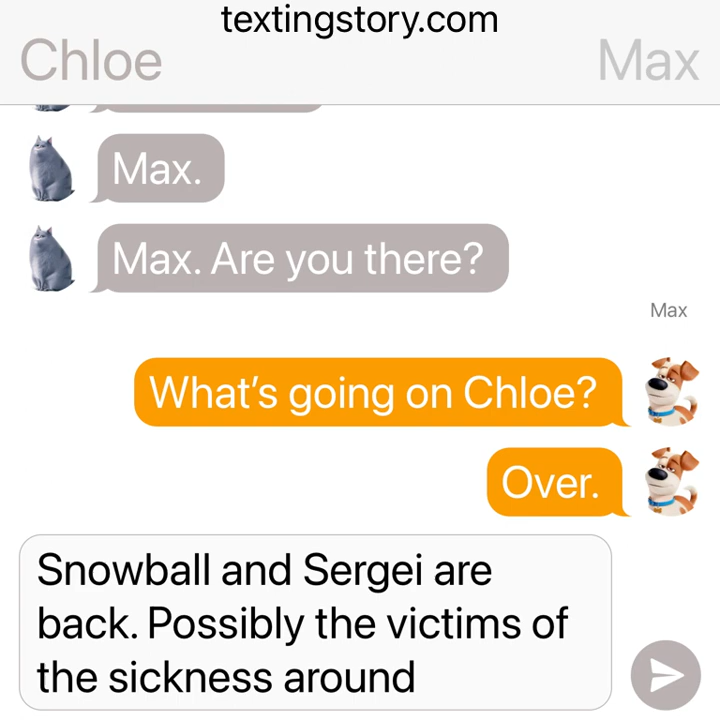 textingstory.com
Chloe
Max
Max.
Max. Are you there?
Max
What's going on Chloe?
Over.
Snowball and Sergei are
back. Possibly the victims of
the sickness around